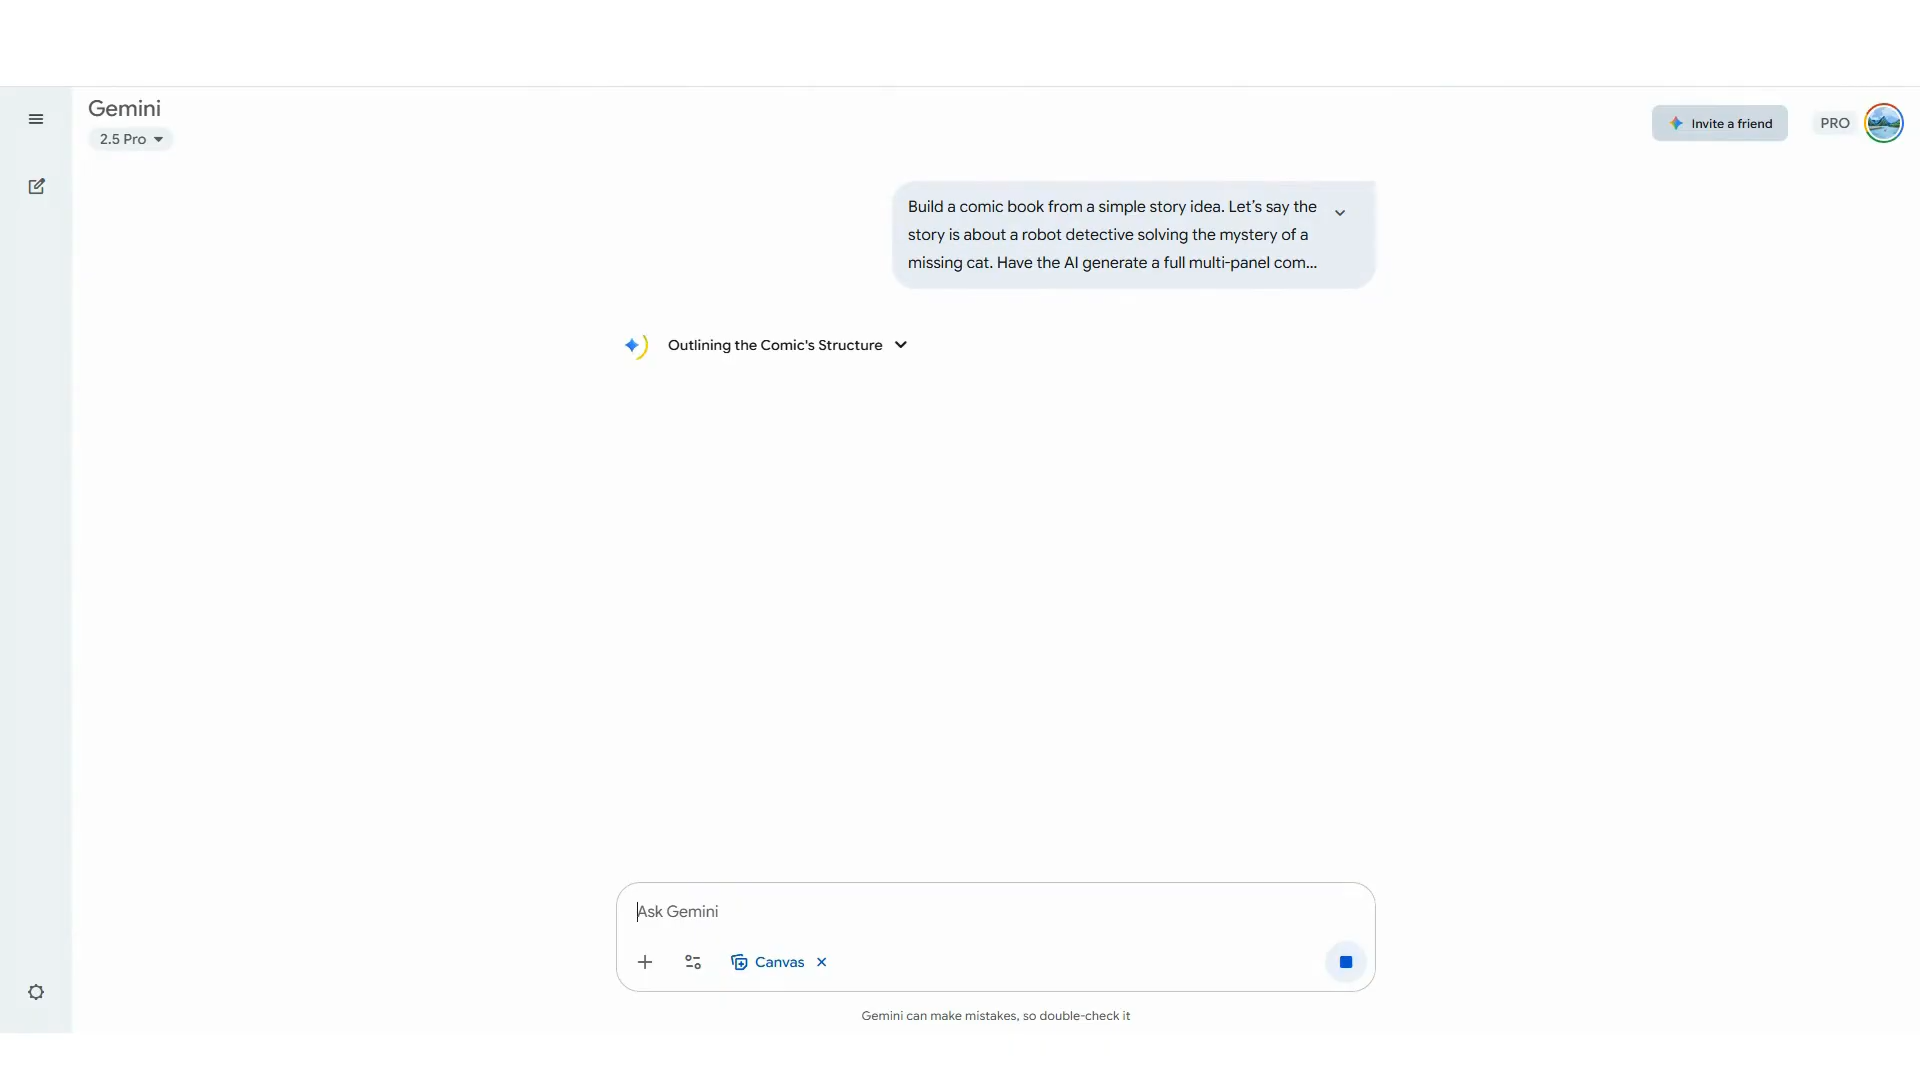 Gemini
2.5 Pro
Invite a friend
PRO
Build a comic book from a simple story idea. Let’s say the
story is about a robot detective solving the mystery of a
missing cat. Have the AI generate a full multi-panel com...
Outlining the Comic's Structure
Ask Gemini
Canvas
Gemini can make mistakes, so double-check it